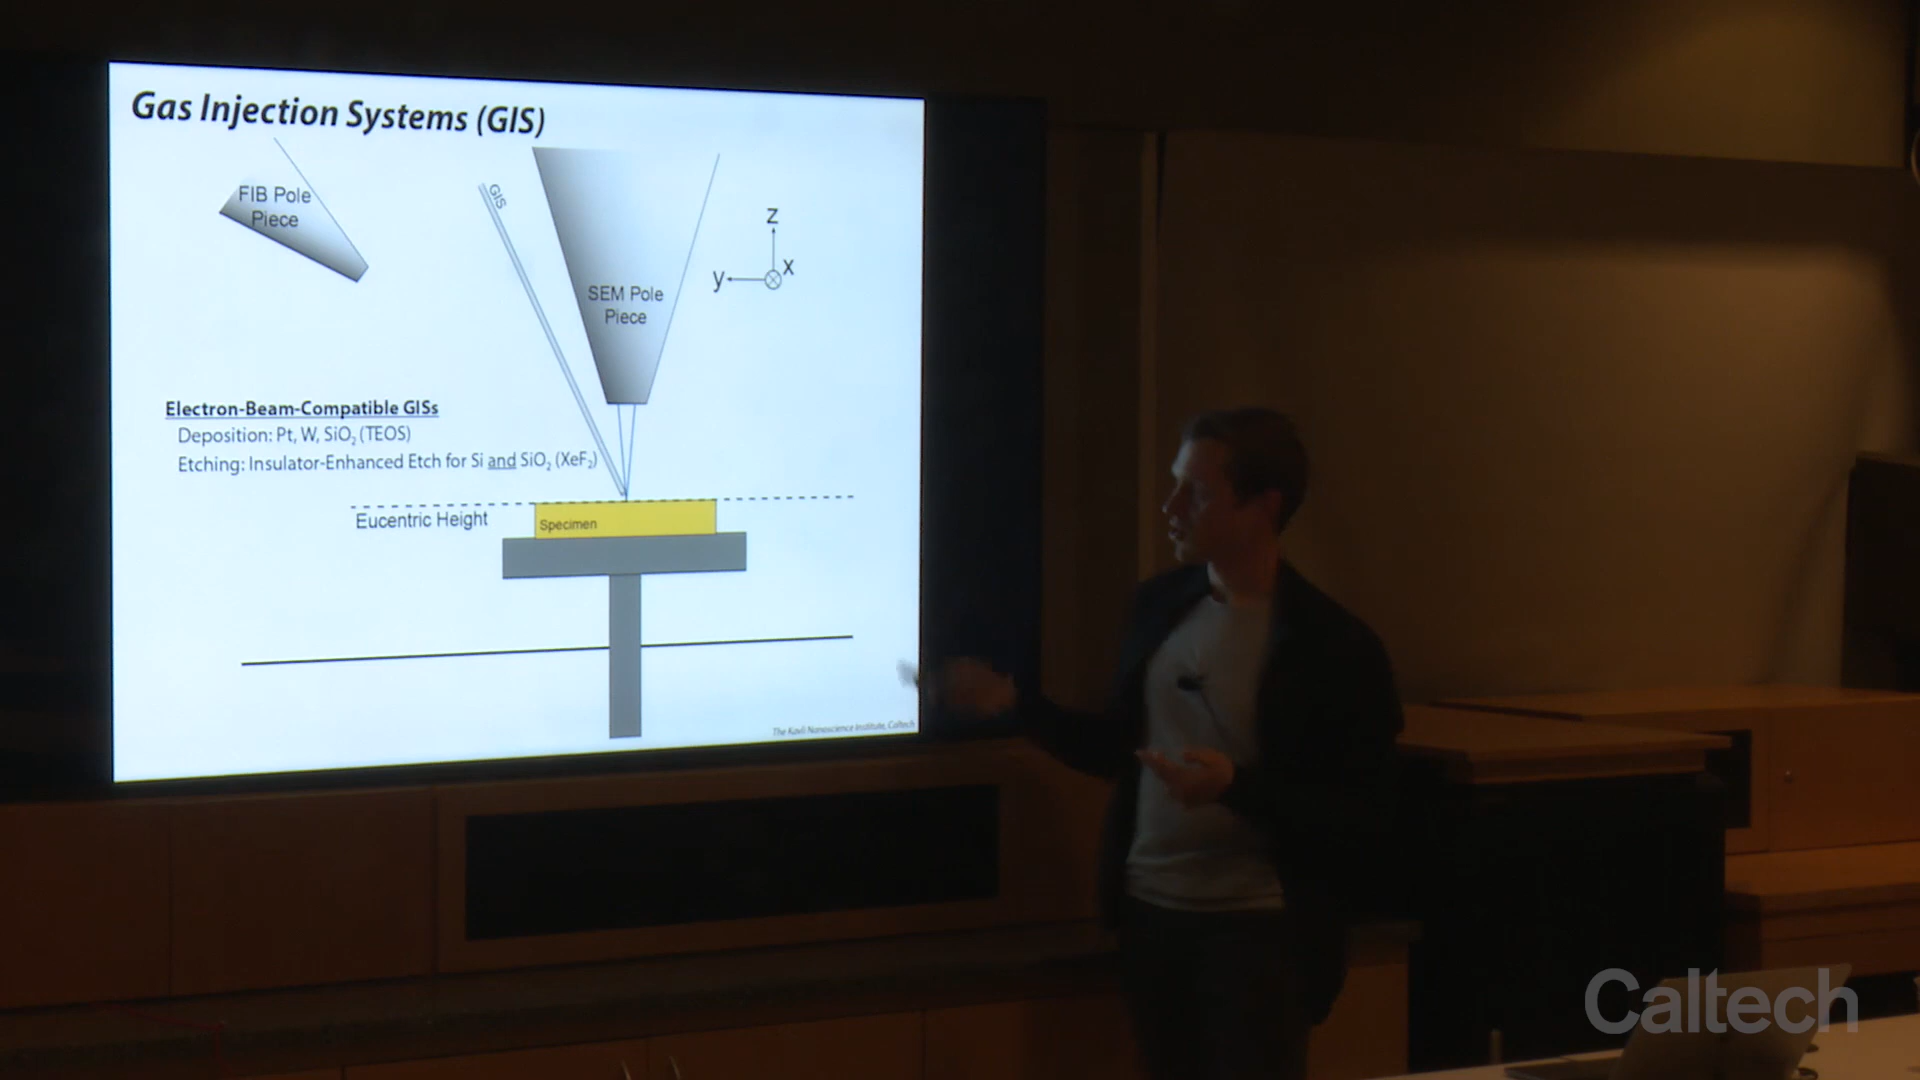 Gas Injection Systems (GIS)
FIB Pole
Piece
GIS
z
y
x
SEM Pole
Piece
Electron-Beam-Compatible GISs
Deposition: Pt, W, SiO₂ (TEOS)
Etching: Insulator-Enhanced Etch for Si and SiO₂ (XeF₂)
Eucentric Height
Specimen
The Kavli Nanoscience Institute, Caltech
Caltech